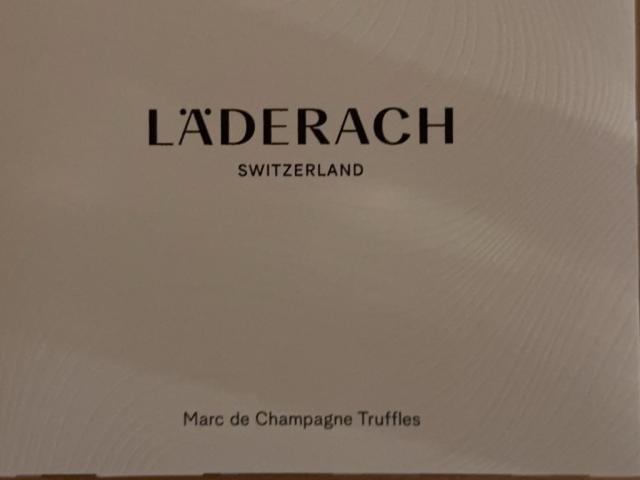 LÄDERACH
SWITZERLAND
Marc de Champagne Truffles